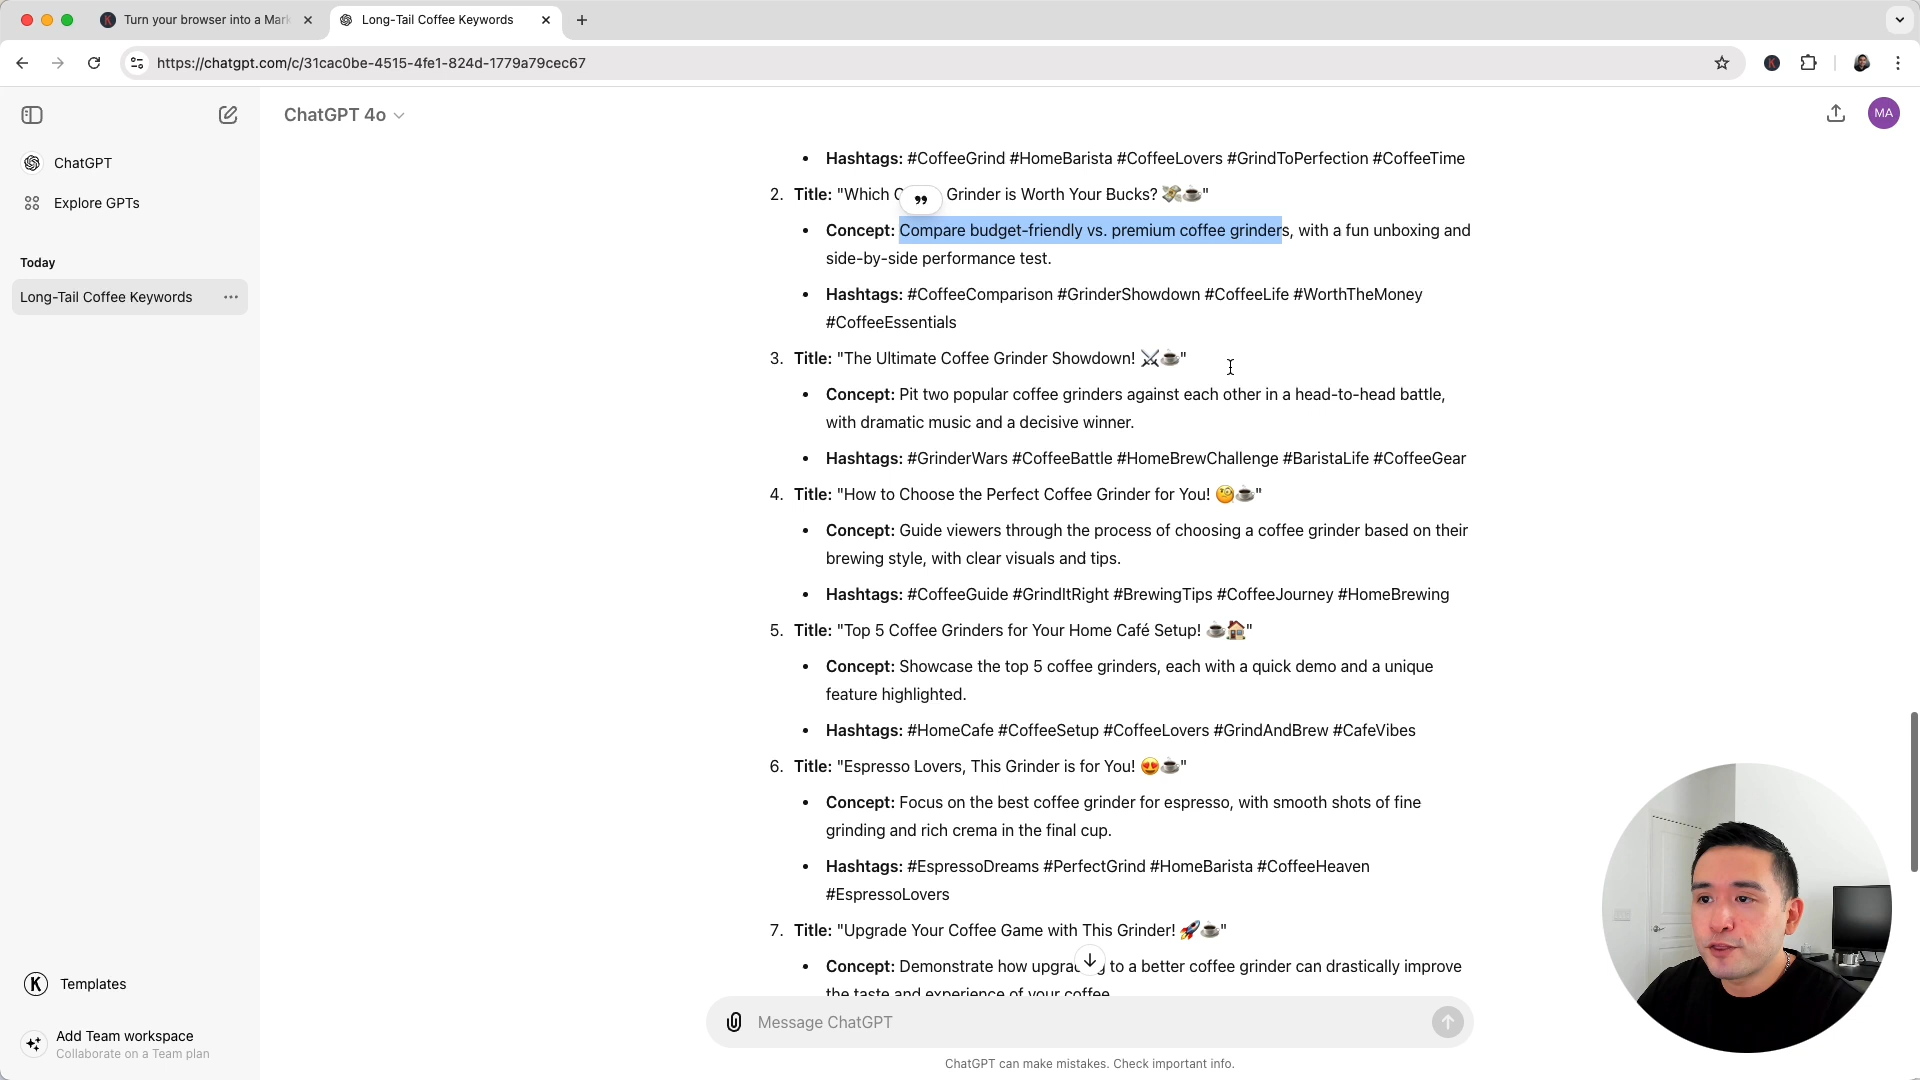 Turn your browser into a Mark
Long-Tail Coffee Keywords
https://chatgpt.com/c/31cac0be-4515-4fe1-824d-1779a79cec67
ChatGPT 4o
MA
ChatGPT
Explore GPTs
Today
Long-Tail Coffee Keywords
Templates
Add Team workspace
Collaborate on a Team plan
• Hashtags: #CoffeeGrind #HomeBarista #CoffeeLovers #GrindToPerfection #CoffeeTime
2. Title: "Which C Grinder is Worth Your Bucks? 💸☕"
• Concept: Compare budget-friendly vs. premium coffee grinders, with a fun unboxing and
side-by-side performance test.
• Hashtags: #CoffeeComparison #GrinderShowdown #CoffeeLife #WorthTheMoney
#CoffeeEssentials
3. Title: "The Ultimate Coffee Grinder Showdown! ⚔️☕"
• Concept: Pit two popular coffee grinders against each other in a head-to-head battle,
with dramatic music and a decisive winner.
• Hashtags: #GrinderWars #CoffeeBattle #HomeBrewChallenge #BaristaLife #CoffeeGear
4. Title: "How to Choose the Perfect Coffee Grinder for You! 🧐☕"
• Concept: Guide viewers through the process of choosing a coffee grinder based on their
brewing style, with clear visuals and tips.
• Hashtags: #CoffeeGuide #GrindItRight #BrewingTips #CoffeeJourney #HomeBrewing
5. Title: "Top 5 Coffee Grinders for Your Home Café Setup! ☕🏠"
• Concept: Showcase the top 5 coffee grinders, each with a quick demo and a unique
feature highlighted.
• Hashtags: #HomeCafe #CoffeeSetup #CoffeeLovers #GrindAndBrew #CafeVibes
6. Title: "Espresso Lovers, This Grinder is for You! 😍☕"
• Concept: Focus on the best coffee grinder for espresso, with smooth shots of fine
grinding and rich crema in the final cup.
• Hashtags: #EspressoDreams #PerfectGrind #HomeBarista #CoffeeHeaven
#EspressoLovers
7. Title: "Upgrade Your Coffee Game with This Grinder! 🚀☕"
• Concept: Demonstrate how to a better coffee grinder can drastically improve
the taste and experience of your coffee.
Message ChatGPT
ChatGPT can make mistakes. Check important info.